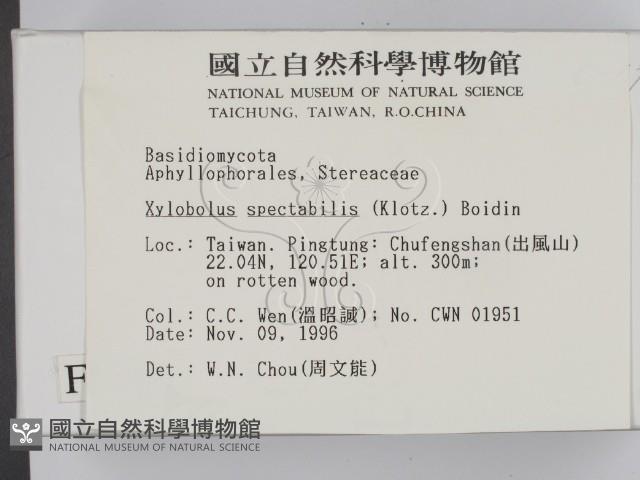 國立自然科學博物館
NATIONAL MUSEUM OF NATURAL SCIENCE
TAICHUNG, TAIWAN, R.O.CHINA
Basidiomycota
Aphyllophorales, Stereaceae
Xylobolus spectabilis (Klotz.) Boidin
Loc.: Taiwan. Pingtung: Chufengshan(出風山)
22.04N, 120.51E; alt. 300m;
on rotten wood.
Col.: C.C. Wen(溫昭誠); No. CWN 01951
Date: Nov. 09, 1996
Det.: W.N. Chou(周文能)
F
國立自然科學博物館
NATIONAL MUSEUM OF NATURAL SCIENCE